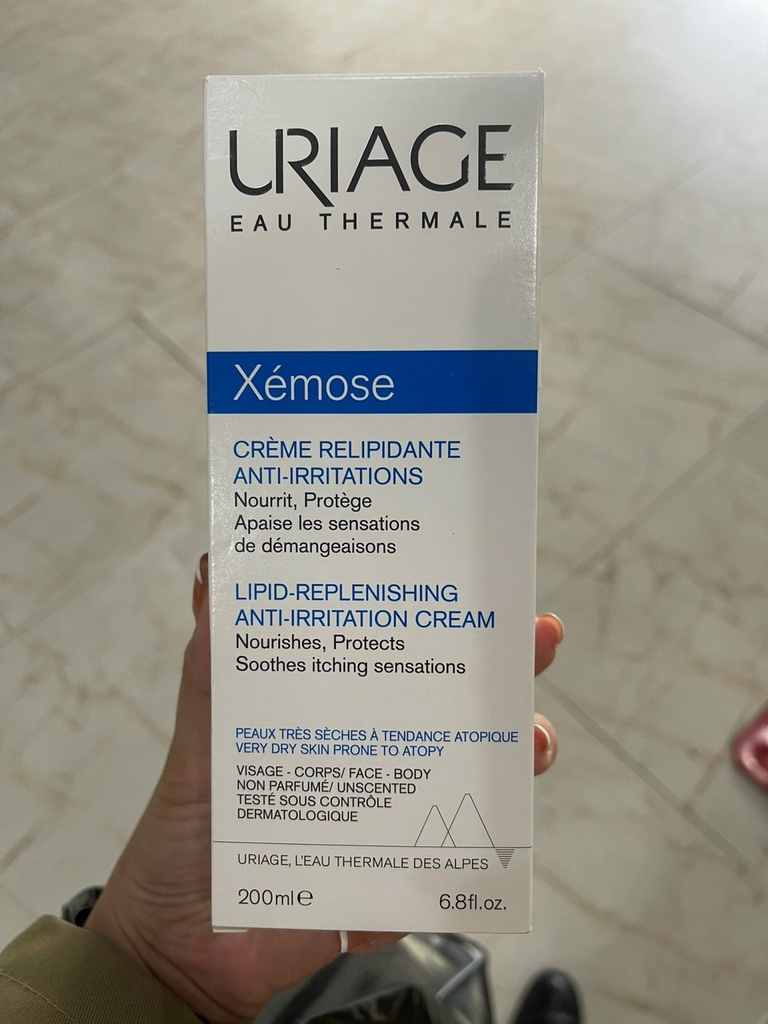 URIAGE
EAU THERMALE
Xémose
CRÈME RELIPIDANTE
ANTI-IRRITATIONS
Nourrit, Protège
Apaise les sensations
de démangeaisons
LIPID-REPLENISHING
ANTI-IRRITATION CREAM
Nourishes, Protects
Soothes itching sensations
PEAUX TRÈS SÈCHES À TENDANCE ATOPIQUE
VERY DRY SKIN PRONE TO ATOPY
VISAGE - CORPS/ FACE - BODY
NON PARFUMÉ/ UNSCENTED
TESTÉ SOUS CONTRÔLE
DERMATOLOGIQUE
URIAGE, L'EAU THERMALE DES ALPES
200ml℮ 6.8fl.oz.